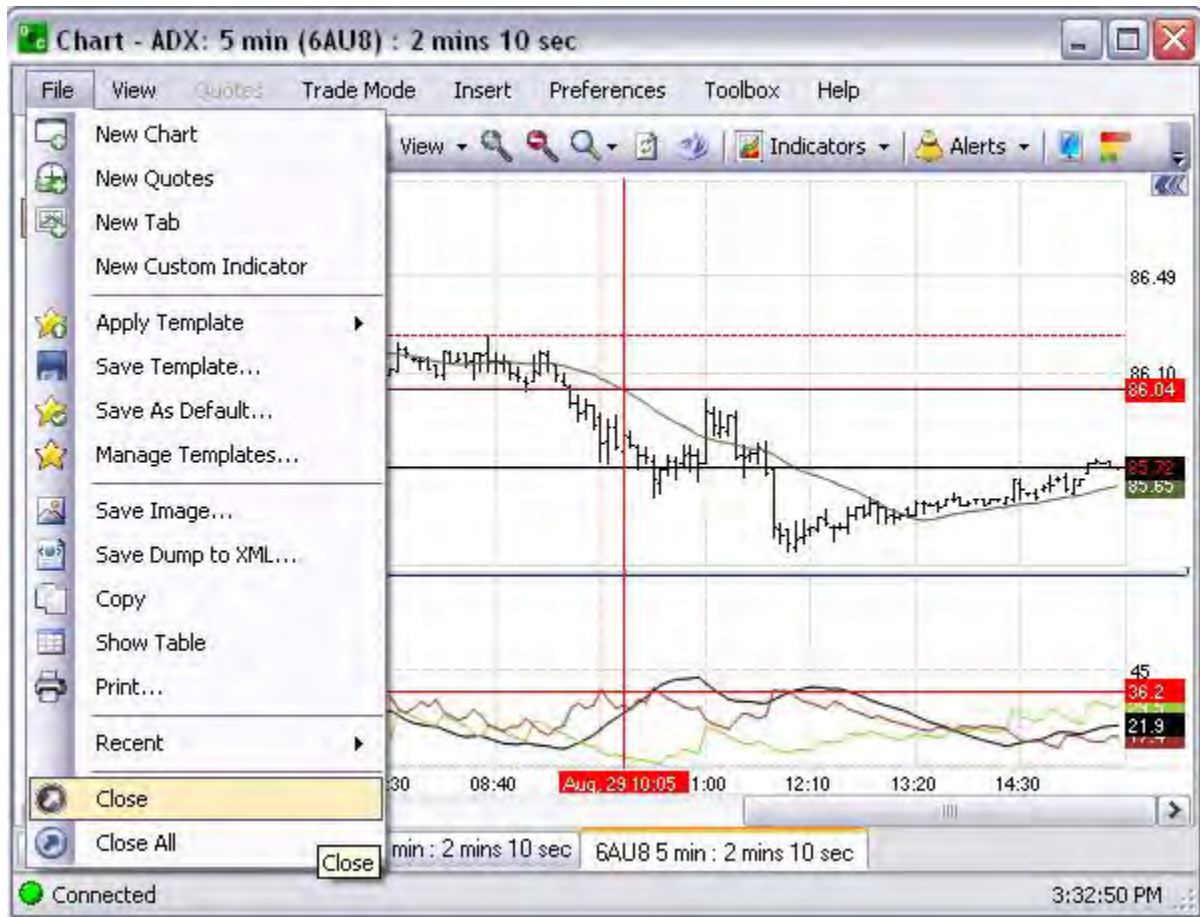 Chart - ADX: 5 min (6AU8) : 2 mins 10 sec
File View Quotes Trade Mode Insert Preferences Toolbox Help
New Chart
View Indicators Alerts
New Quotes
New Tab
New Custom Indicator
86.49
Apply Template
Save Template...
86.10
86.04
Save As Default...
Manage Templates...
85.72
85.65
Save Image...
Save Dump to XML...
Copy
Show Table
45
Print...
36.2
21.9
17.4
Recent
:30 08:40 Aug, 29 10:05 1:00 12:10 13:20 14:30
Close
Close All
min : 2 mins 10 sec 6AU8 5 min : 2 mins 10 sec
Close
Connected 3:32:50 PM